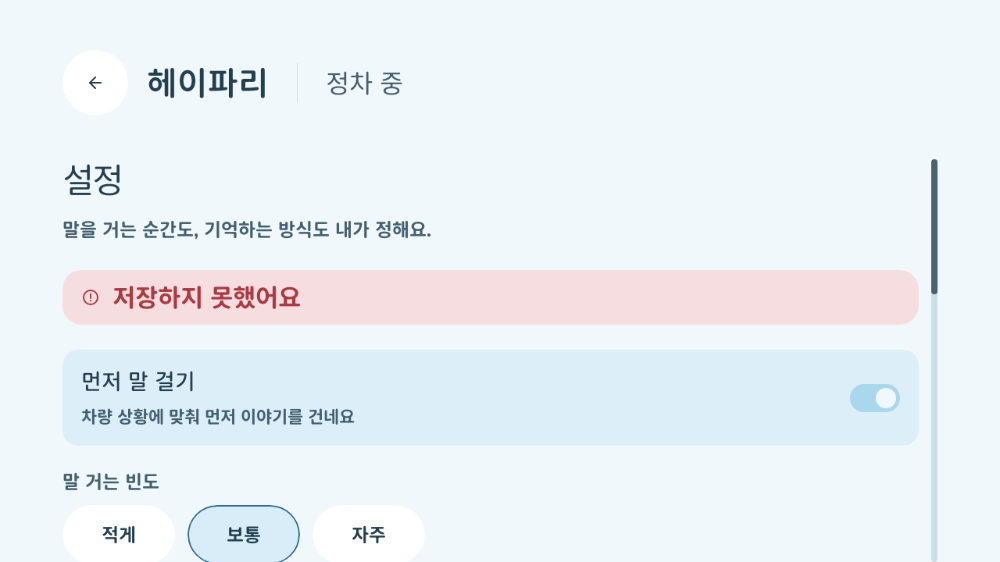 헤이파리
정차 중
설정
말을 거는 순간도, 기억하는 방식도 내가 정해요.
저장하지 못했어요
먼저 말 걸기
차량 상황에 맞춰 먼저 이야기를 건네요
말 거는 빈도
적게
보통
자주